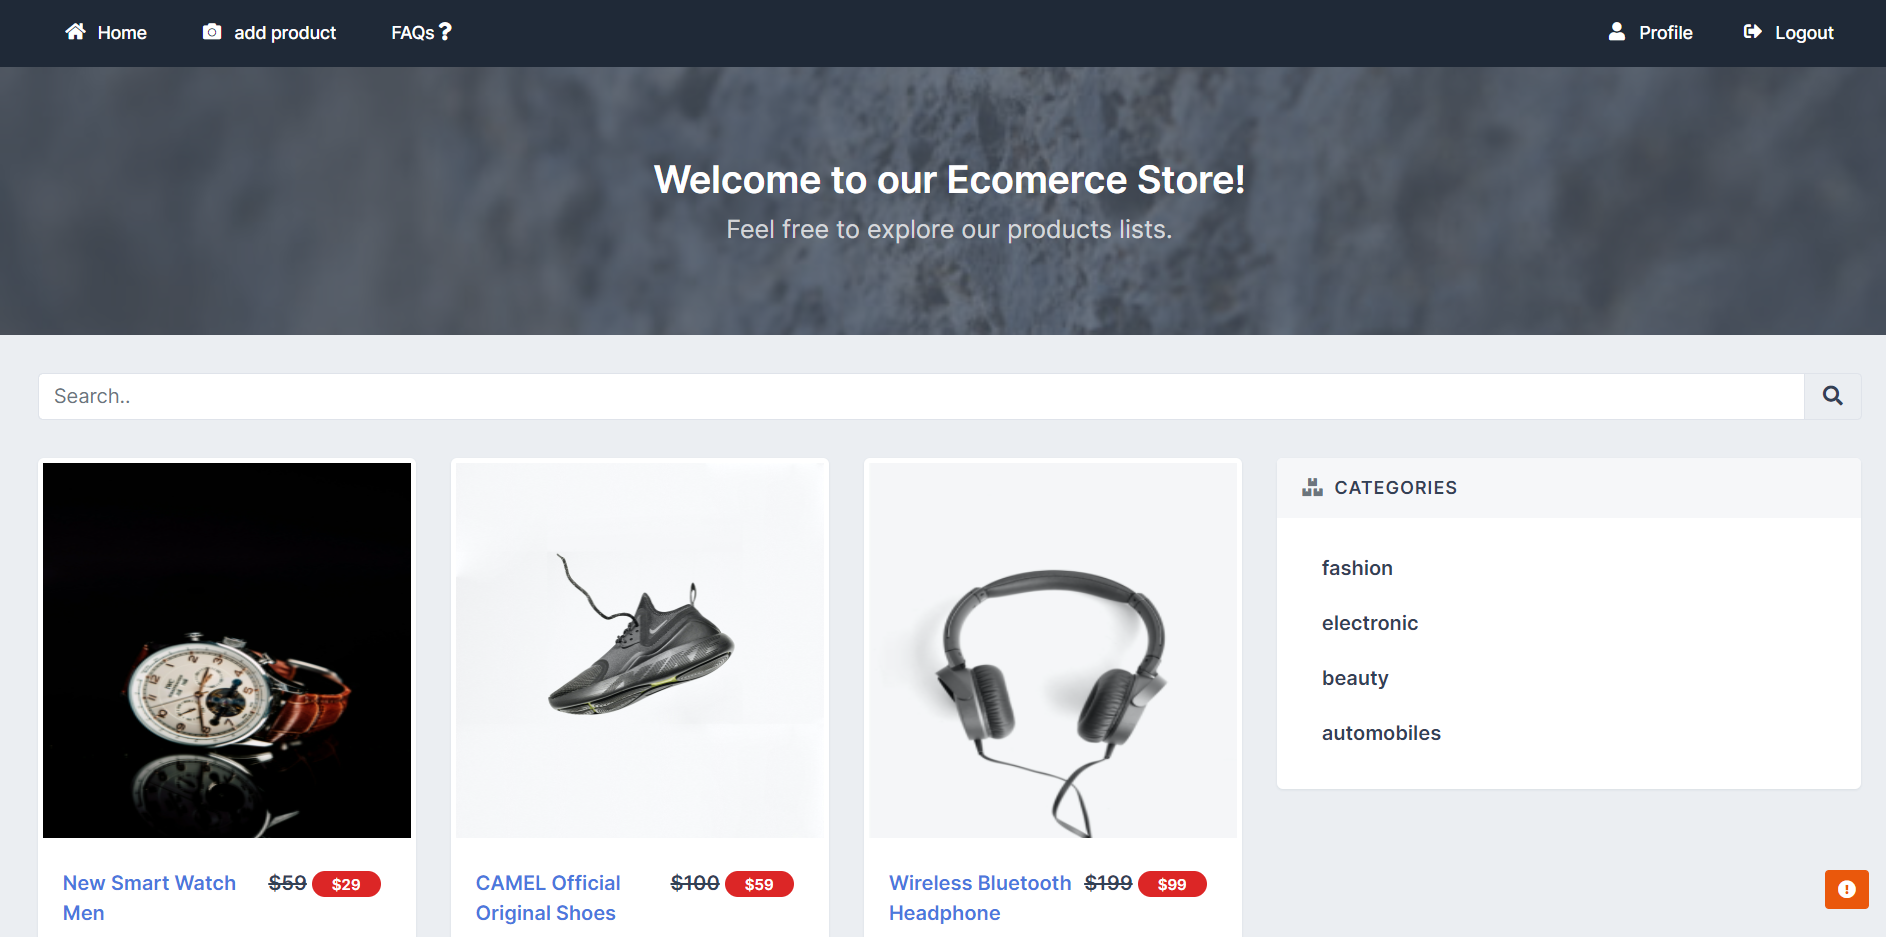 Home add product FAQs? Profile Logout
Welcome to our Ecomerce Store!
Feel free to explore our products lists.
Search..
CATEGORIES
fashion
electronic
beauty
automobiles
New Smart Watch Men
$59 $29
CAMEL Official Original Shoes
$100 $59
Wireless Bluetooth Headphone
$199 $99